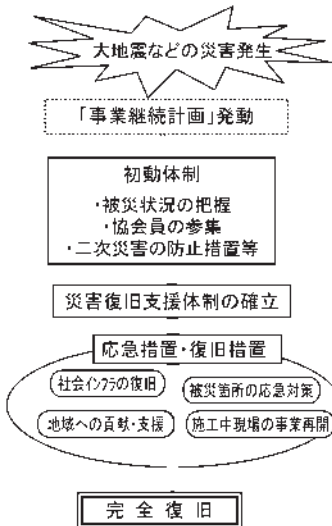 大地震などの災害発生
「事業継続計画」発動
初動体制
・被災状況の把握
・協会員の参集
・二次災害の防止措置等
災害復旧支援体制の確立
応急措置・復旧措置
社会インフラの復旧
被災箇所の応急対策
地域への貢献・支援
施工中現場の事業再開
完全復旧